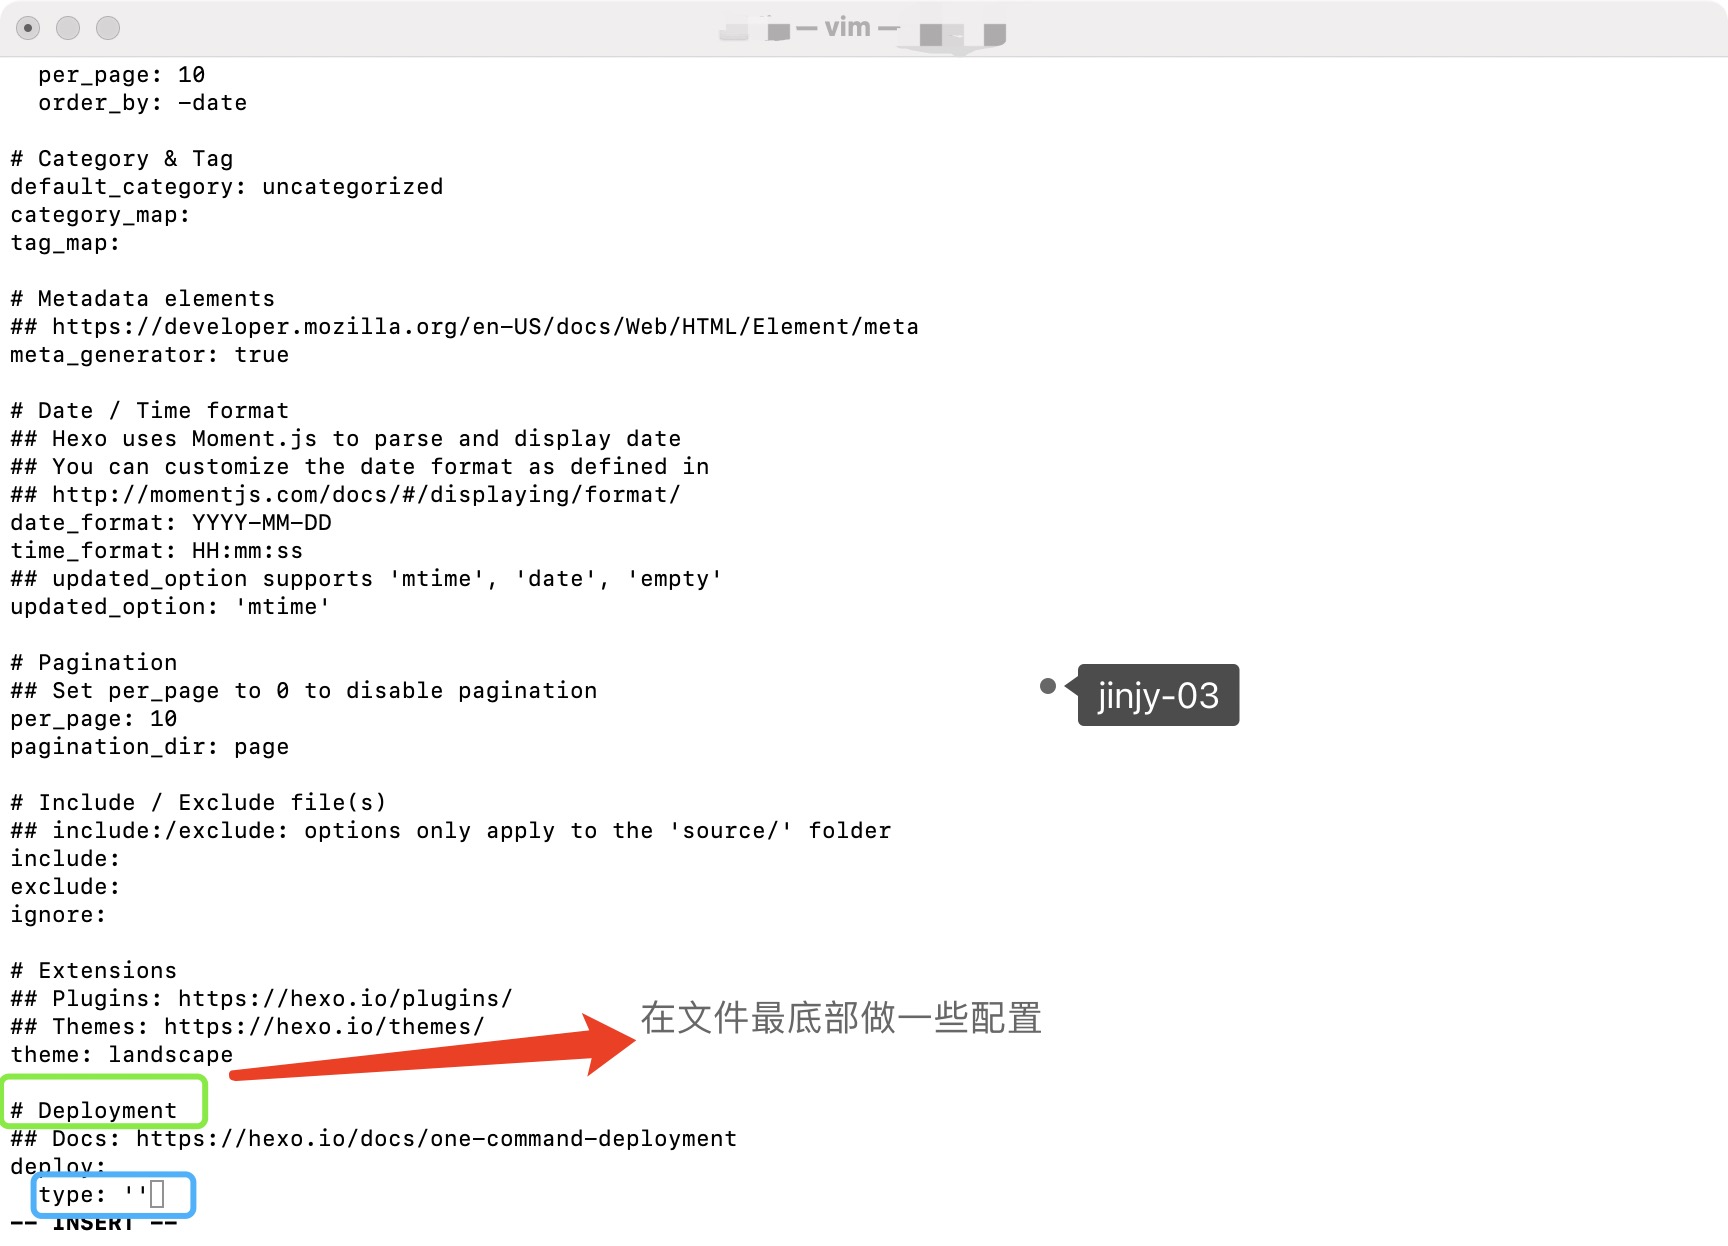 — vim —
  per_page: 10
  order_by: -date

# Category & Tag
default_category: uncategorized
category_map:
tag_map:

# Metadata elements
## https://developer.mozilla.org/en-US/docs/Web/HTML/Element/meta
meta_generator: true

# Date / Time format
## Hexo uses Moment.js to parse and display date
## You can customize the date format as defined in
## http://momentjs.com/docs/#/displaying/format/
date_format: YYYY-MM-DD
time_format: HH:mm:ss
## updated_option supports 'mtime', 'date', 'empty'
updated_option: 'mtime'

# Pagination
## Set per_page to 0 to disable pagination
jinjy-03
per_page: 10
pagination_dir: page

# Include / Exclude file(s)
## include:/exclude: options only apply to the 'source/' folder
include:
exclude:
ignore:

# Extensions
## Plugins: https://hexo.io/plugins/
在文件最底部做一些配置
## Themes: https://hexo.io/themes/
theme: landscape

# Deployment
## Docs: https://hexo.io/docs/one-command-deployment
deploy:
  type: ''
-- INSERT --